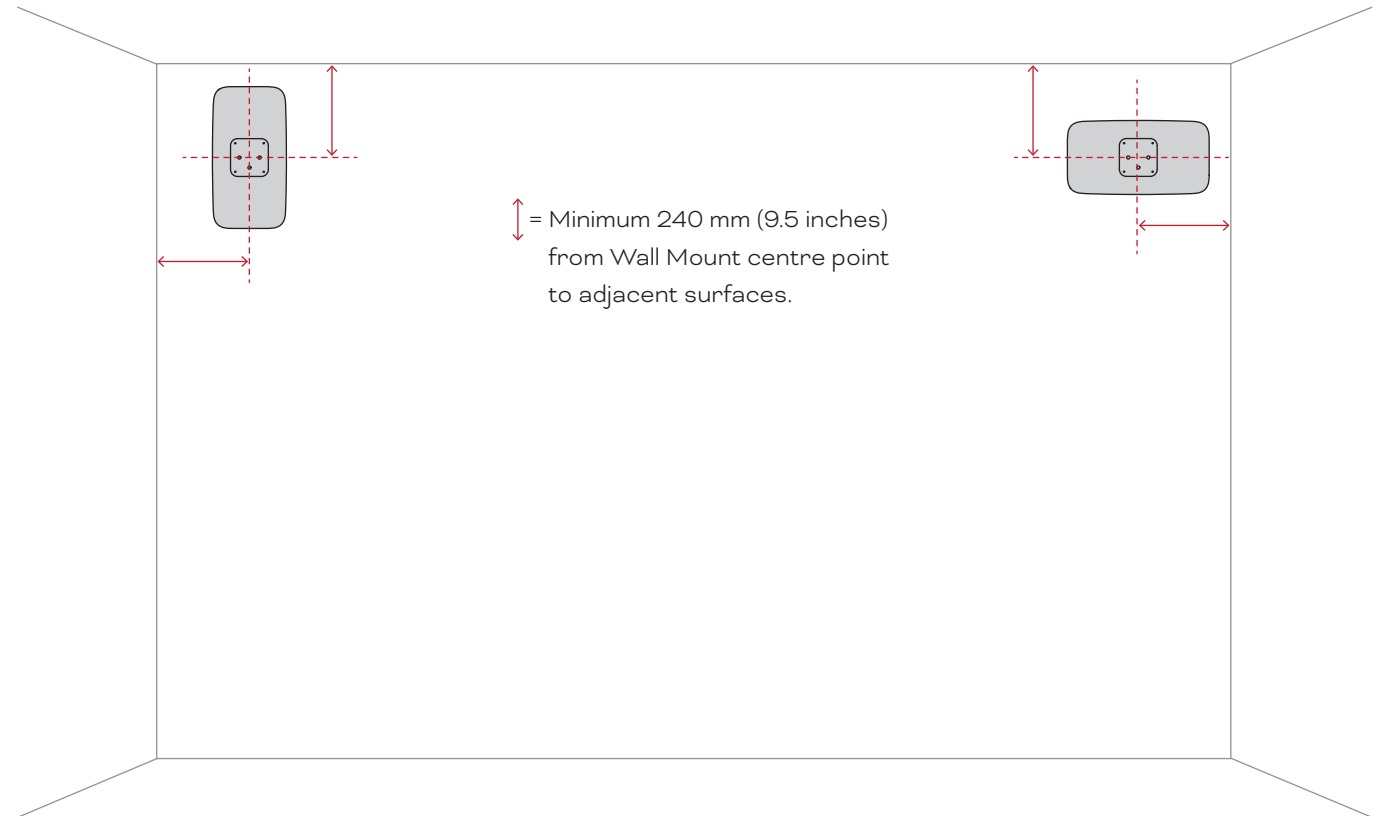 = Minimum 240 mm (9.5 inches)
from Wall Mount centre point
to adjacent surfaces.